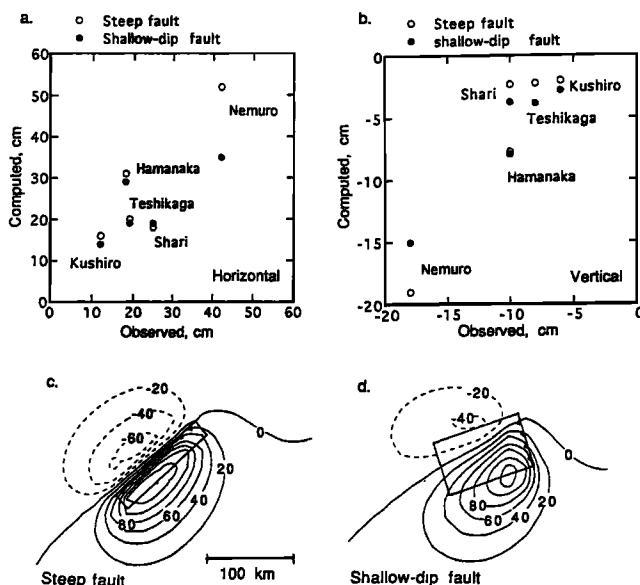 a.
Steep fault
Shallow-dip fault
60
50
40
30
20
10
0
0 10 20 30 40 50 60
Computed, cm
Observed, cm
Nemuro
Hamanaka
Teshikaga
Shari
Kushiro
Horizontal
b.
Steep fault
shallow-dip fault
0
-5
-10
-15
-20
-20 -15 -10 -5 0
Computed, cm
Observed, cm
Shari
Kushiro
Teshikaga
Hamanaka
Nemuro
Vertical
c.
-20
-40
-60
0
20
40
60
80
Steep fault
100 km
d.
-20
-40
0
20
40
60
80
Shallow-dip fault